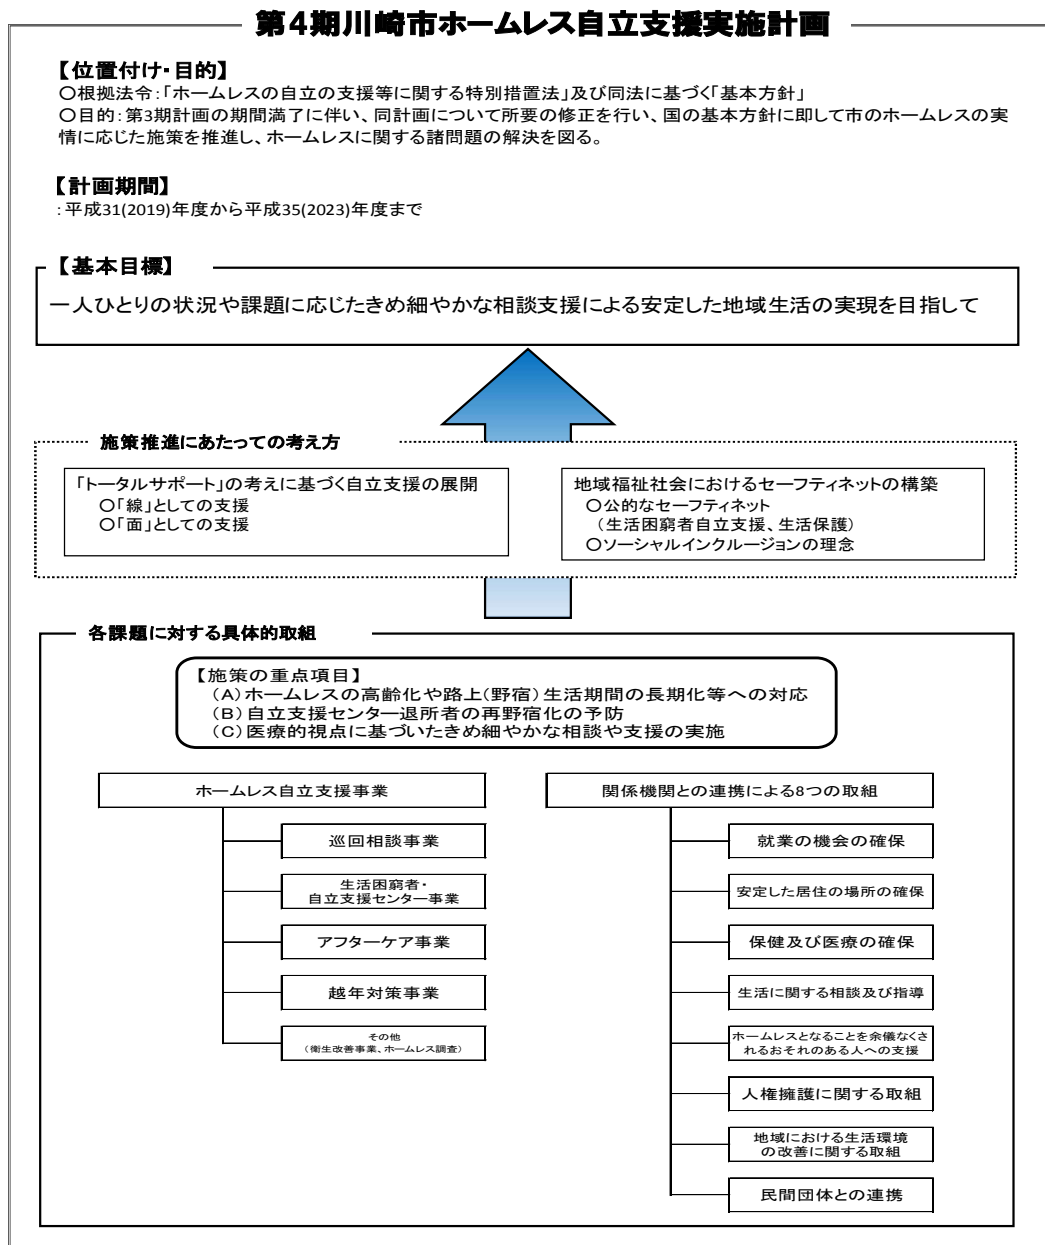 第4期川崎市ホームレス自立支援実施計画
【位置付け・目的】
○根拠法令:「ホームレスの自立の支援等に関する特別措置法」及び同法に基づく「基本方針」
○目的:第3期計画の期間満了に伴い、同計画について所要の修正を行い、国の基本方針に即して市のホームレスの実
情に応じた施策を推進し、ホームレスに関する諸問題の解決を図る。
【計画期間】
:平成31(2019)年度から平成35(2023)年度まで
【基本目標】
一人ひとりの状況や課題に応じたきめ細やかな相談支援による安定した地域生活の実現を目指して
施策推進にあたっての考え方
「トータルサポート」の考えに基づく自立支援の展開
○「線」としての支援
○「面」としての支援
地域福祉社会におけるセーフティネットの構築
○公的なセーフティネット
(生活困窮者自立支援、生活保護)
○ソーシャルインクルージョンの理念
各課題に対する具体的取組
【施策の重点項目】
(A)ホームレスの高齢化や路上(野宿)生活期間の長期化等への対応
(B)自立支援センター退所者の再野宿化の予防
(C)医療的視点に基づいたきめ細やかな相談や支援の実施
ホームレス自立支援事業
巡回相談事業
生活困窮者・
自立支援センター事業
アフターケア事業
越年対策事業
その他
(衛生改善事業、ホームレス調査)
関係機関との連携による8つの取組
就業の機会の確保
安定した居住の場所の確保
保健及び医療の確保
生活に関する相談及び指導
ホームレスとなることを余儀なくさ
れるおそれのある人への支援
人権擁護に関する取組
地域における生活環境
の改善に関する取組
民間団体との連携